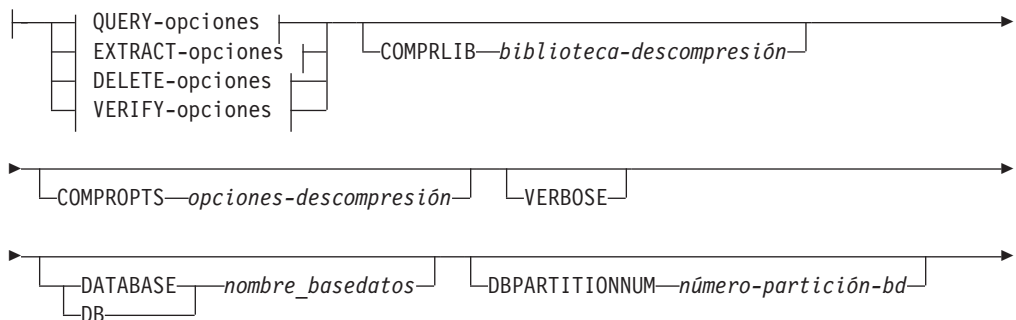 QUERY-opciones
EXTRACT-opciones
DELETE-opciones
VERIFY-opciones
COMPRLIB biblioteca-descompresión
COMPROPTS opciones-descompresión VERBOSE
DATABASE nombre_basedatos DBPARTITIONNUM número-partición-bd
DB